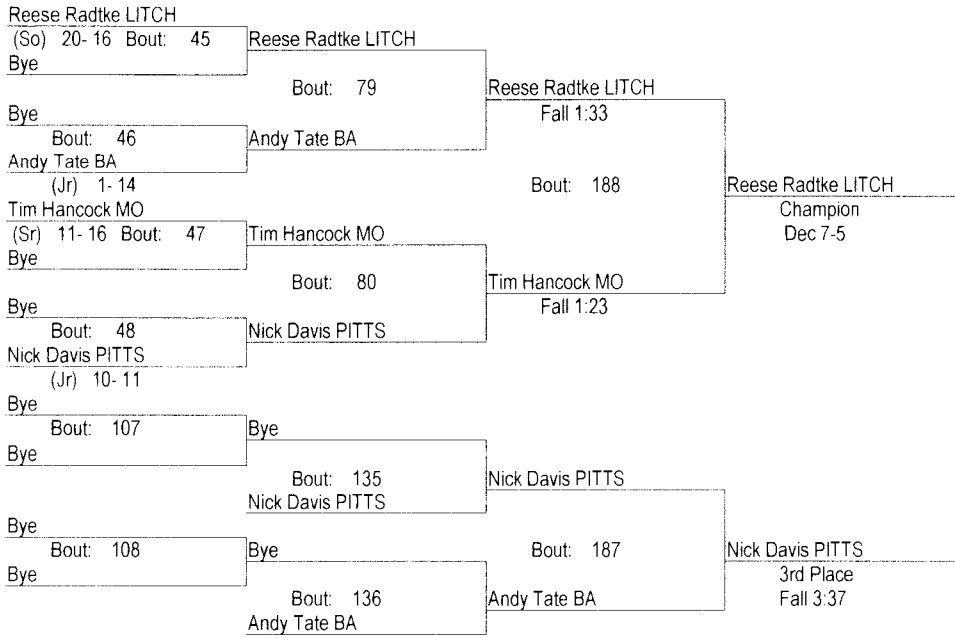 Reese Radtke LITCH
(So) 20- 16 Bout: 45 Reese Radtke LITCH
Bye
Bout: 79 Reese Radtke LITCH
Bye Fall 1:33
Bout: 46 Andy Tate BA
Andy Tate BA
(Jr) 1- 14 Bout: 188 Reese Radtke LITCH
Tim Hancock MO Champion
(Sr) 11- 16 Bout: 47 Tim Hancock MO Dec 7-5
Bye
Bout: 80 Tim Hancock MO
Bye Fall 1:23
Bout: 48 Nick Davis PITTS
Nick Davis PITTS
(Jr) 10- 11
Bye
Bout: 107 Bye
Bye
Bout: 135 Nick Davis PITTS
Nick Davis PITTS
Bye
Bout: 108 Bye Bout: 187 Nick Davis PITTS
Bye 3rd Place
Bout: 136 Andy Tate BA Fall 3:37
Andy Tate BA